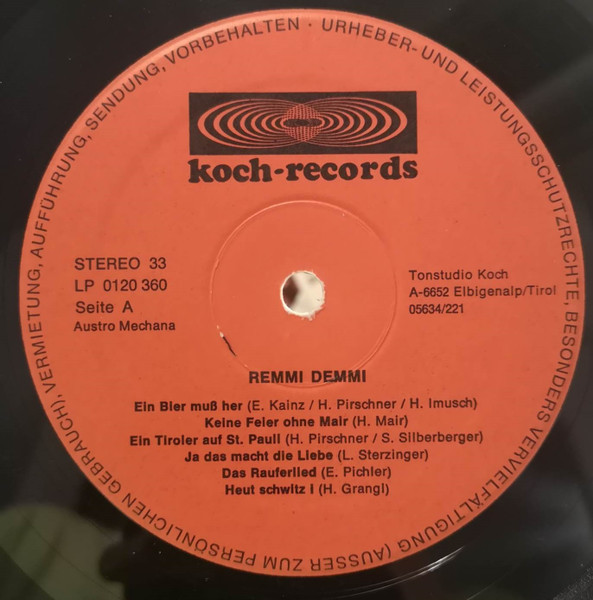 URHEBER- UND LEISTUNGSSCHUTZRECHTE, BESONDERS VERVIELFÄLTIGUNG (AUSSER ZUM PERSÖNLICHEN GEBRAUCH), VERMIETUNG, AUFFÜHRUNG, SENDUNG, VORBEHALTEN ·
koch-records
STEREO 33
LP 0120 360
Seite A
Austro Mechana
Tonstudio Koch
A-6652 Elbigenalp/Tirol
05634/221
REMMI DEMMI
Ein Bier muß her (E. Kainz / H. Pirschner / H. Imusch)
Keine Feier ohne Mair (H. Mair)
Ein Tiroler auf St. Pauli (H. Pirschner / S. Silberberger)
Ja das macht die Liebe (L. Sterzinger)
Das Rauferlied (E. Pichler)
Heut schwitz i (H. Grangl)